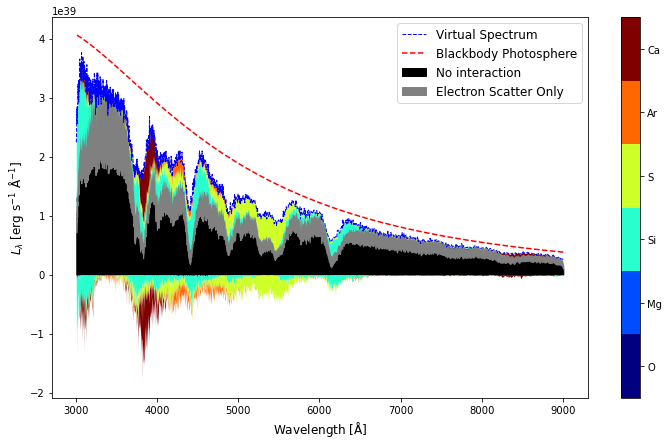 1e39
Virtual Spectrum
Blackbody Photosphere
No interaction
Electron Scatter Only
4
3
2
1
0
−1
−2
L_λ [erg s⁻¹ Å⁻¹]
3000 4000 5000 6000 7000 8000 9000
Wavelength [Å]
Ca
Ar
S
Si
Mg
O